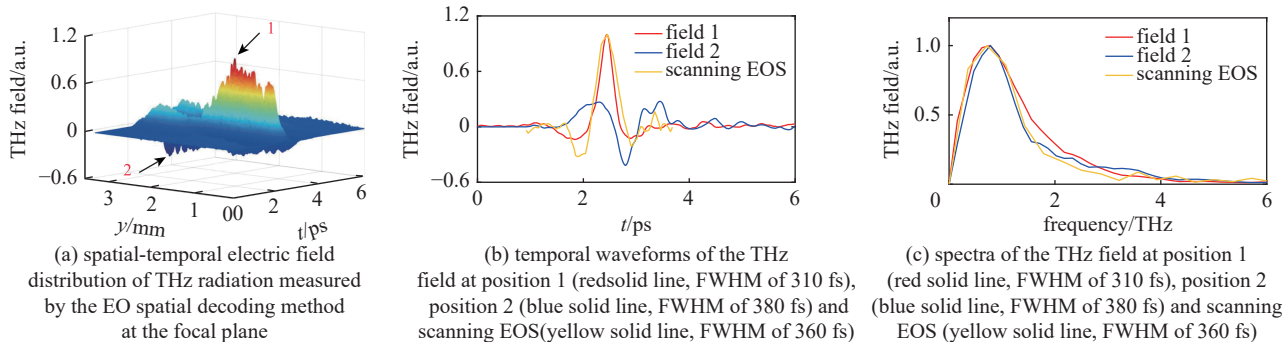 1.2
0.6
0
−0.6
THz field/a.u.
1
2
3
2
1
00
2
4
6
y/mm
t/ps
(a) spatial-temporal electric field
distribution of THz radiation measured
by the EO spatial decoding method
at the focal plane
1.2
0.6
0
−0.6
THz field/a.u.
field 1
field 2
scanning EOS
0
2
4
6
t/ps
(b) temporal waveforms of the THz
field at position 1 (redsolid line, FWHM of 310 fs),
position 2 (blue solid line, FWHM of 380 fs) and
scanning EOS(yellow solid line, FWHM of 360 fs)
1.0
0.5
THz field/a.u.
field 1
field 2
scanning EOS
0
2
4
6
frequency/THz
(c) spectra of the THz field at position 1
(red solid line, FWHM of 310 fs), position 2
(blue solid line, FWHM of 380 fs) and scanning
EOS (yellow solid line, FWHM of 360 fs)